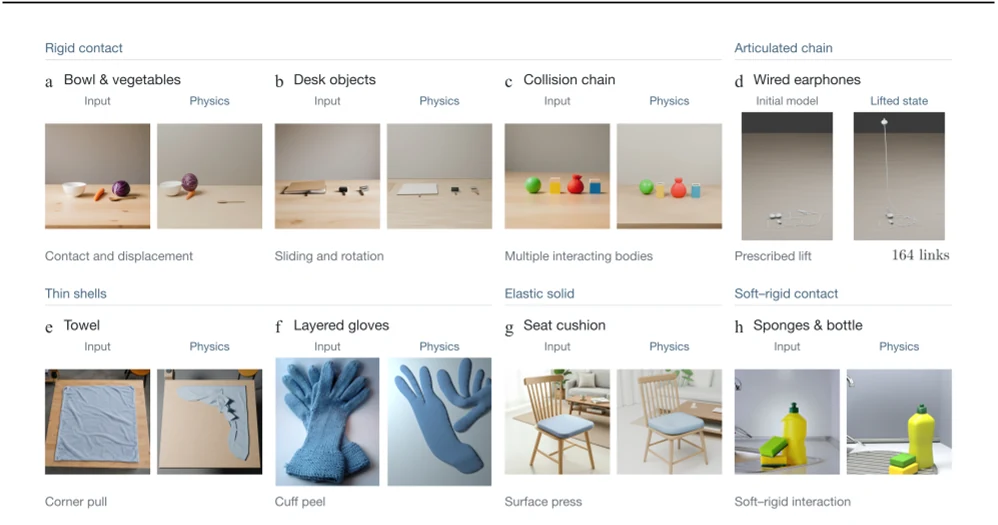 Rigid contact
Articulated chain
a Bowl & vegetables
b Desk objects
c Collision chain
d Wired earphones
Input
Physics
Input
Physics
Input
Physics
Initial model
Lifted state
Contact and displacement
Sliding and rotation
Multiple interacting bodies
Prescribed lift
164 links
Thin shells
Elastic solid
Soft–rigid contact
e Towel
f Layered gloves
g Seat cushion
h Sponges & bottle
Input
Physics
Input
Physics
Input
Physics
Input
Physics
Corner pull
Cuff peel
Surface press
Soft–rigid interaction